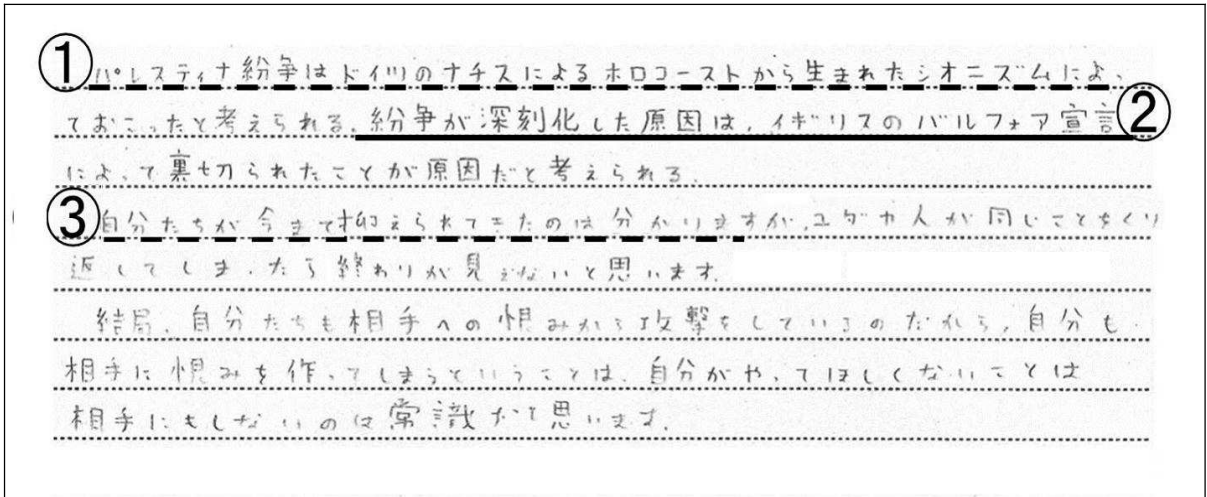 ① パレスティナ紛争はドイツのナチスによるホロコーストから生まれたシオニズムによっ
ておこったと考えられる。紛争が深刻化した原因は、イギリスのバルフォア宣言 ②
によって裏切られたことが原因だと考えられる。
③ 自分たちが今まで抑えられてきたのは分かりますが、ユダヤ人が同じことをくり
返してしまったら終わりが見えないと思います。
結局、自分たちも相手への恨みから攻撃をしているのだから、自分も
相手に恨みを作ってしまうということは、自分がやってほしくないことは
相手にもしないのは常識だと思います。